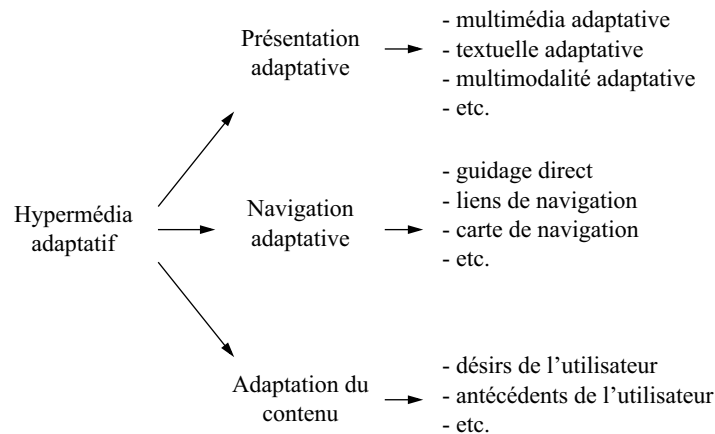 Présentation
adaptative
- multimédia adaptative
- textuelle adaptative
- multimodalité adaptative
- etc.
Hypermédia
adaptatif
Navigation
adaptative
- guidage direct
- liens de navigation
- carte de navigation
- etc.
Adaptation du
contenu
- désirs de l'utilisateur
- antécédents de l'utilisateur
- etc.